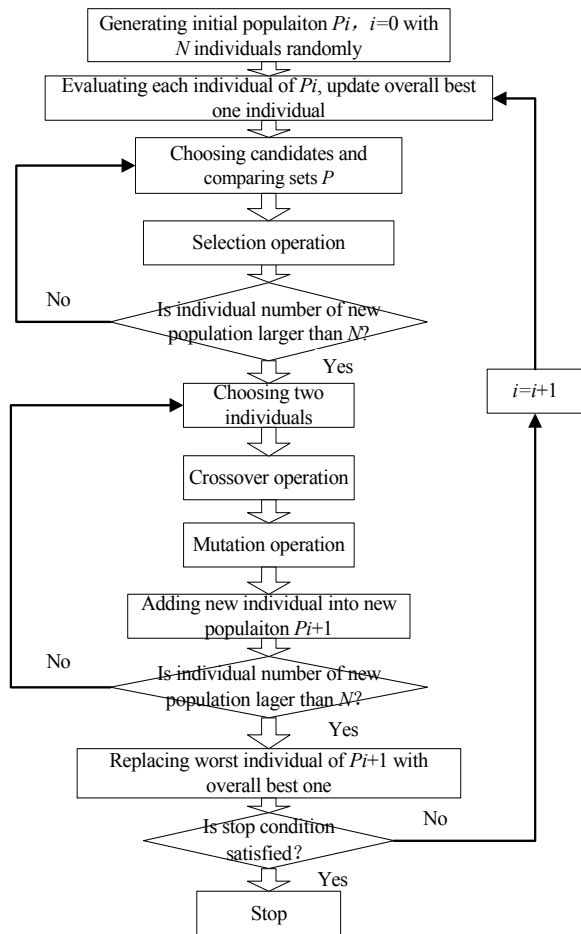 Generating initial populaiton Pi，i=0 with
N individuals randomly
Evaluating each individual of Pi, update overall best
one individual
Choosing candidates and
comparing sets P
Selection operation
No
Is individual number of new
population larger than N?
Yes
Choosing two
individuals
i=i+1
Crossover operation
Mutation operation
Adding new individual into new
populaiton Pi+1
No
Is individual number of new
population lager than N?
Yes
Replacing worst individual of Pi+1 with
overall best one
No
Is stop condition
satisfied？
Yes
Stop